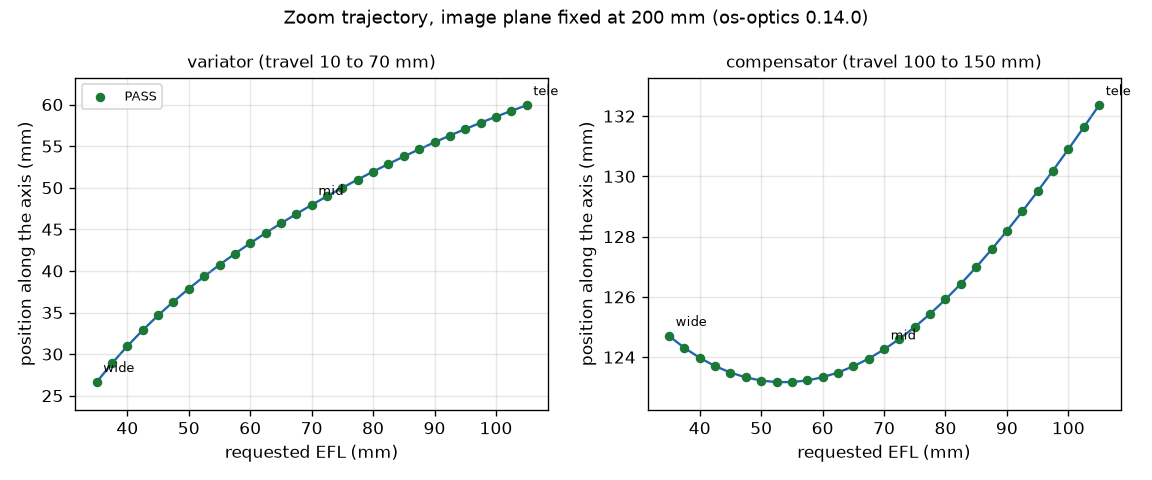 Zoom trajectory, image plane fixed at 200 mm (os-optics 0.14.0)
variator (travel 10 to 70 mm)
PASS
tele
mid
wide
60
55
50
45
40
35
30
25
position along the axis (mm)
40 50 60 70 80 90 100
requested EFL (mm)
compensator (travel 100 to 150 mm)
tele
wide
mid
132
130
128
126
124
position along the axis (mm)
40 50 60 70 80 90 100
requested EFL (mm)